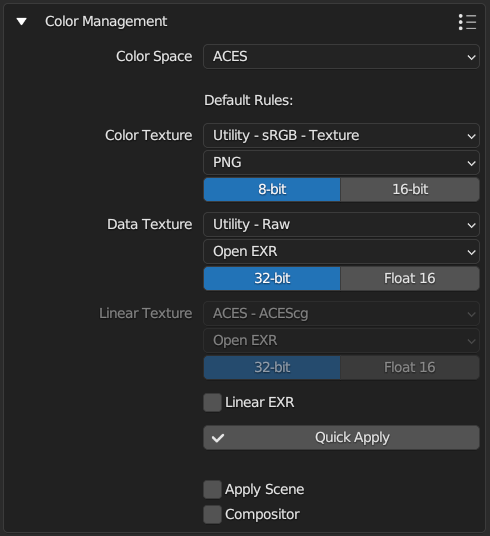 Color Management
Color Space ACES
Default Rules:
Color Texture Utility - sRGB - Texture
PNG
8-bit 16-bit
Data Texture Utility - Raw
Open EXR
32-bit Float 16
Linear Texture ACES - ACEScg
Open EXR
32-bit Float 16
Linear EXR
Quick Apply
Apply Scene
Compositor